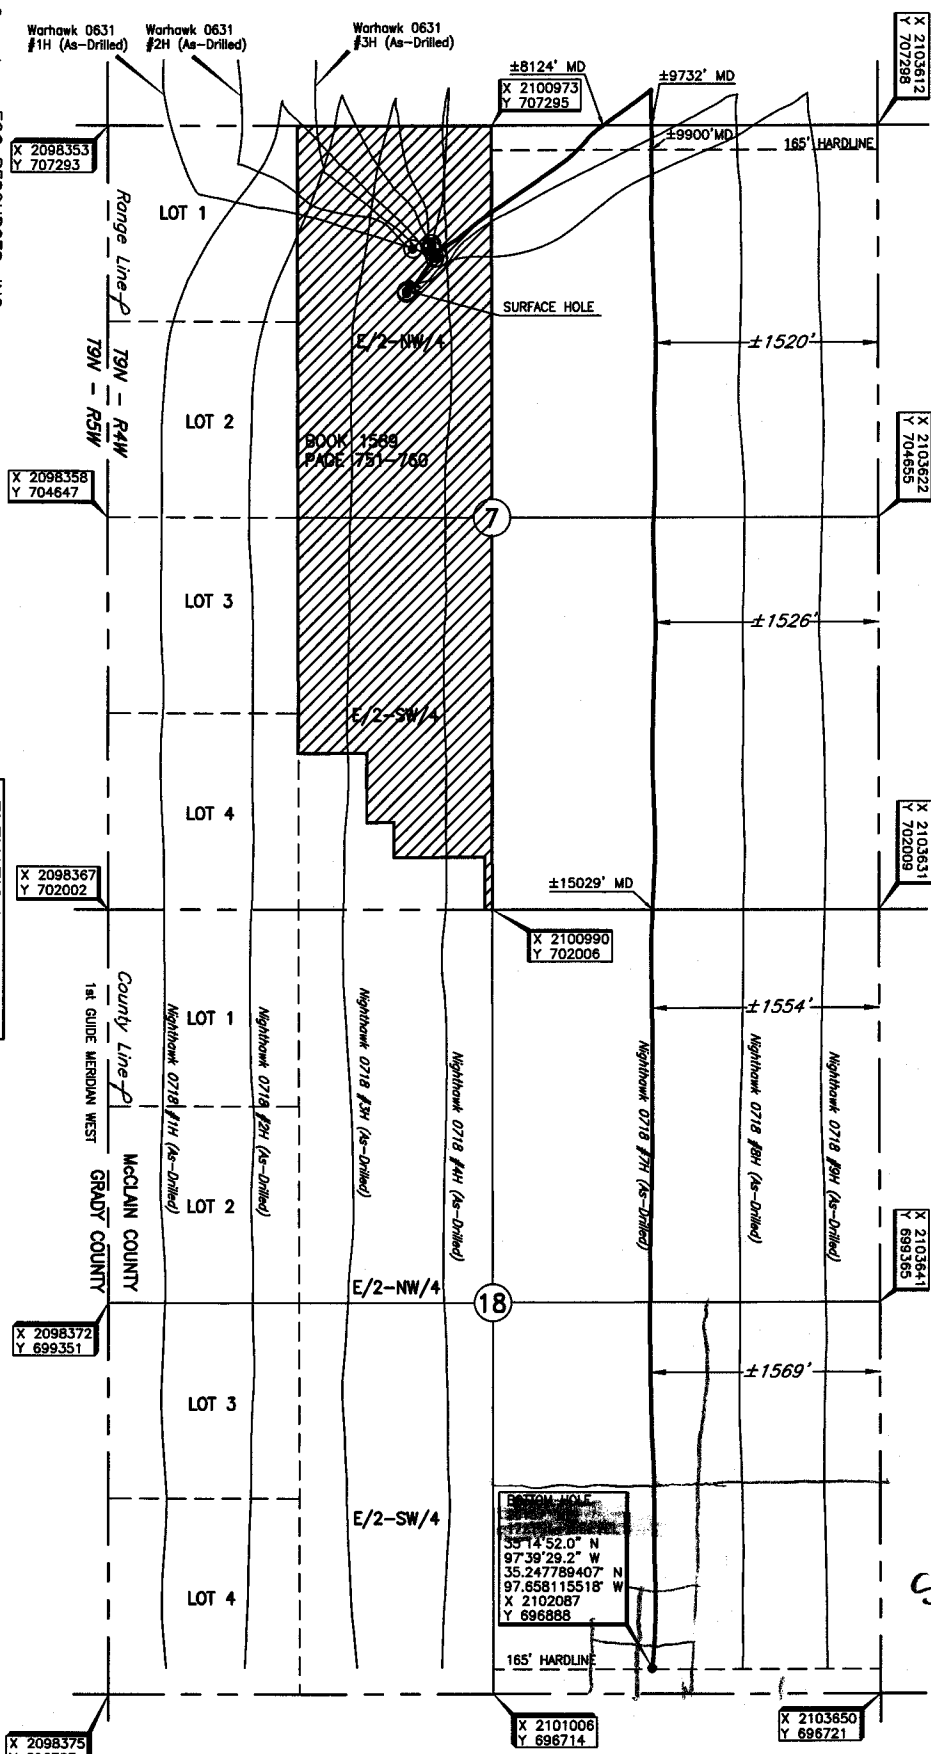 Warhawk 0631
#1H (As-Drilled)
Warhawk 0631
#2H (As-Drilled)
Warhawk 0631
#3H (As-Drilled)
±8124' MD
±9732' MD
X 2103612
Y 707298
X 2100973
Y 707295
±9900'MD
165' HARDLINE
X 2098353
Y 707293
LOT 1
Range Line
SURFACE HOLE
E/2-NW/4
±1520'
T9N - R4W
T9N - R5W
LOT 2
BOOK 1569
PAGE 751-760
X 2103622
Y 704655
X 2098358
Y 704647
7
LOT 3
±1526'
E/2-SW/4
LOT 4
X 2103631
Y 702009
X 2098367
Y 702002
±15029' MD
X 2100990
Y 702006
County Line
1st GUIDE MERIDIAN WEST
LOT 1
±1554'
Nighthawk 0718 #1H (As-Drilled)
Nighthawk 0718 #2H (As-Drilled)
Nighthawk 0718 #3H (As-Drilled)
Nighthawk 0718 #4H (As-Drilled)
Nighthawk 0718 #7H (As-Drilled)
Nighthawk 0718 #8H (As-Drilled)
Nighthawk 0718 #9H (As-Drilled)
McCLAIN COUNTY
GRADY COUNTY
LOT 2
X 2103641
Y 699365
E/2-NW/4
18
X 2098372
Y 699351
±1569'
LOT 3
E/2-SW/4
BOTTOM HOLE
35°14'52.0" N
97°39'29.2" W
35.247789407° N
97.658115518° W
X 2102087
Y 696888
LOT 4
165' HARDLINE
X 2101006
Y 696714
X 2103650
Y 696721
X 2098375